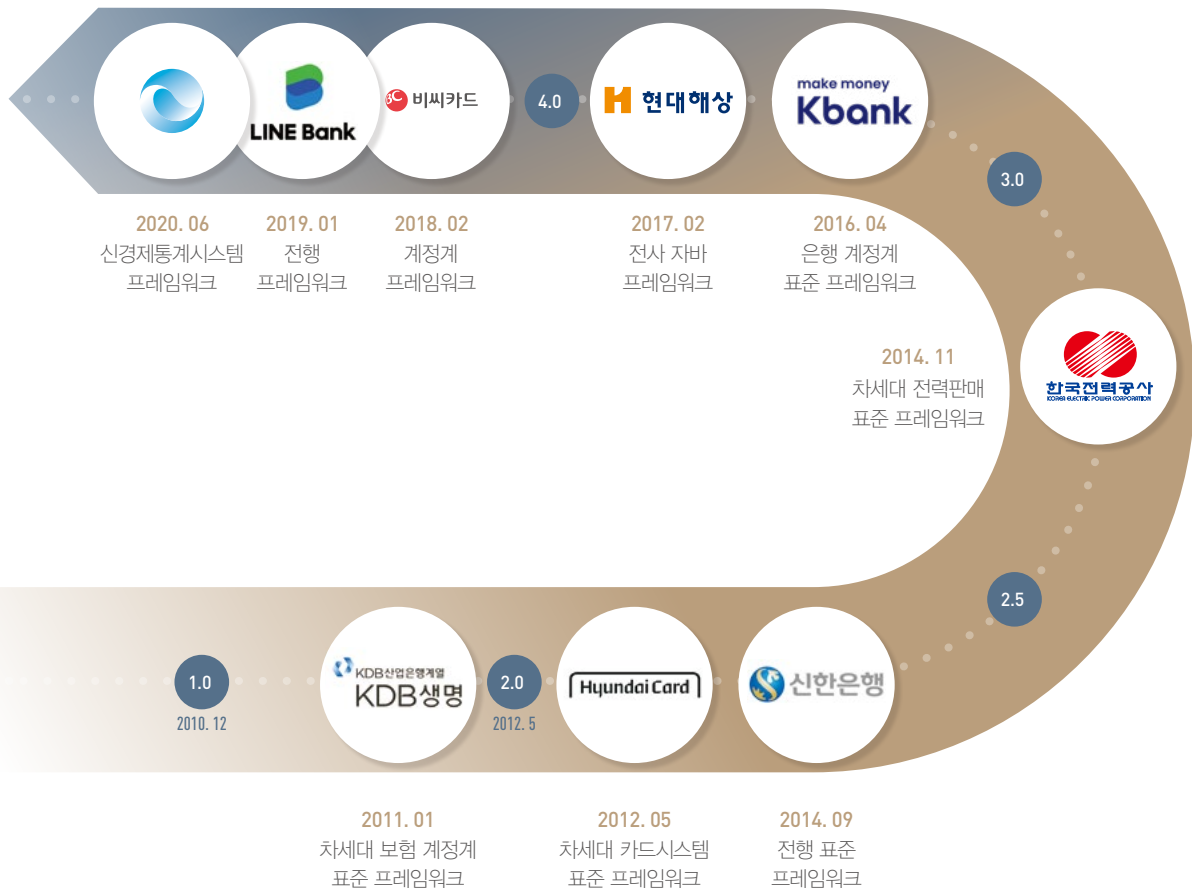 LINE Bank
BC 비씨카드
4.0
현대해상
make money
Kbank
3.0
2020. 06
신경제통계시스템
프레임워크
2019. 01
전행
프레임워크
2018. 02
계정계
프레임워크
2017. 02
전사 자바
프레임워크
2016. 04
은행 계정계
표준 프레임워크
2014. 11
차세대 전력판매
표준 프레임워크
한국전력공사
KOREA ELECTRIC POWER CORPORATION
2.5
1.0
2010. 12
KDB산업은행계열
KDB생명
2.0
2012. 5
Hyundai Card
신한은행
2011. 01
차세대 보험 계정계
표준 프레임워크
2012. 05
차세대 카드시스템
표준 프레임워크
2014. 09
전행 표준
프레임워크